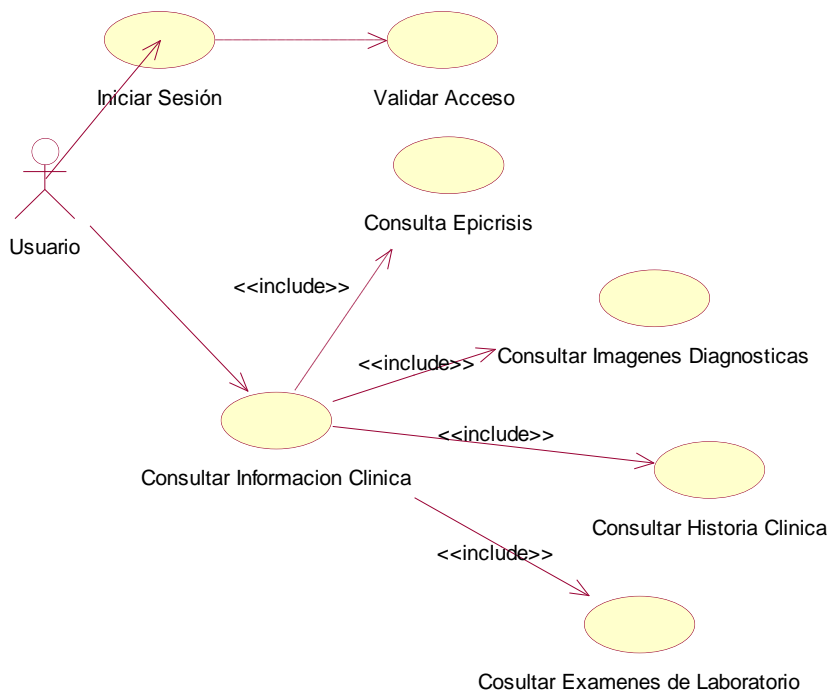 Iniciar Sesión
Validar Acceso
Usuario
Consulta Epicrisis
<<include>>
<<include>>
Consultar Imagenes Diagnosticas
<<include>>
Consultar Informacion Clinica
Consultar Historia Clinica
<<include>>
Cosultar Examenes de Laboratorio